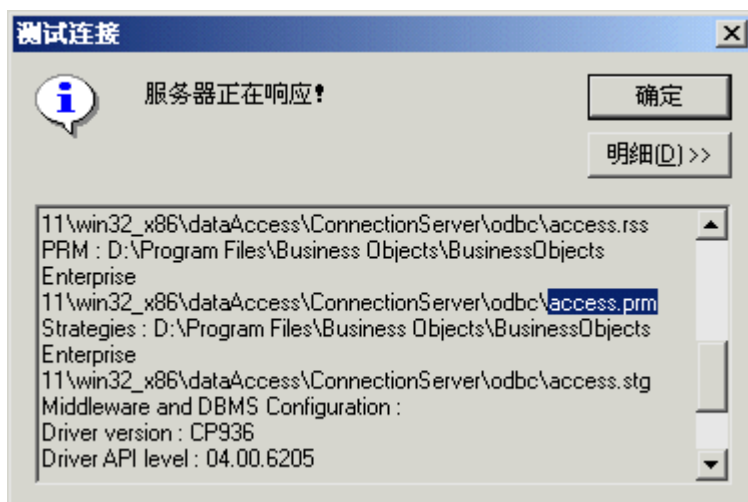 测试连接
服务器正在响应!
确定
明细(D) >>
11\win32_x86\dataAccess\ConnectionServer\odbc\access.rss
PRM : D:\Program Files\Business Objects\BusinessObjects
Enterprise
11\win32_x86\dataAccess\ConnectionServer\odbc\access.prm
Strategies : D:\Program Files\Business Objects\BusinessObjects
Enterprise
11\win32_x86\dataAccess\ConnectionServer\odbc\access.stg
Middleware and DBMS Configuration :
Driver version : CP936
Driver API level : 04.00.6205